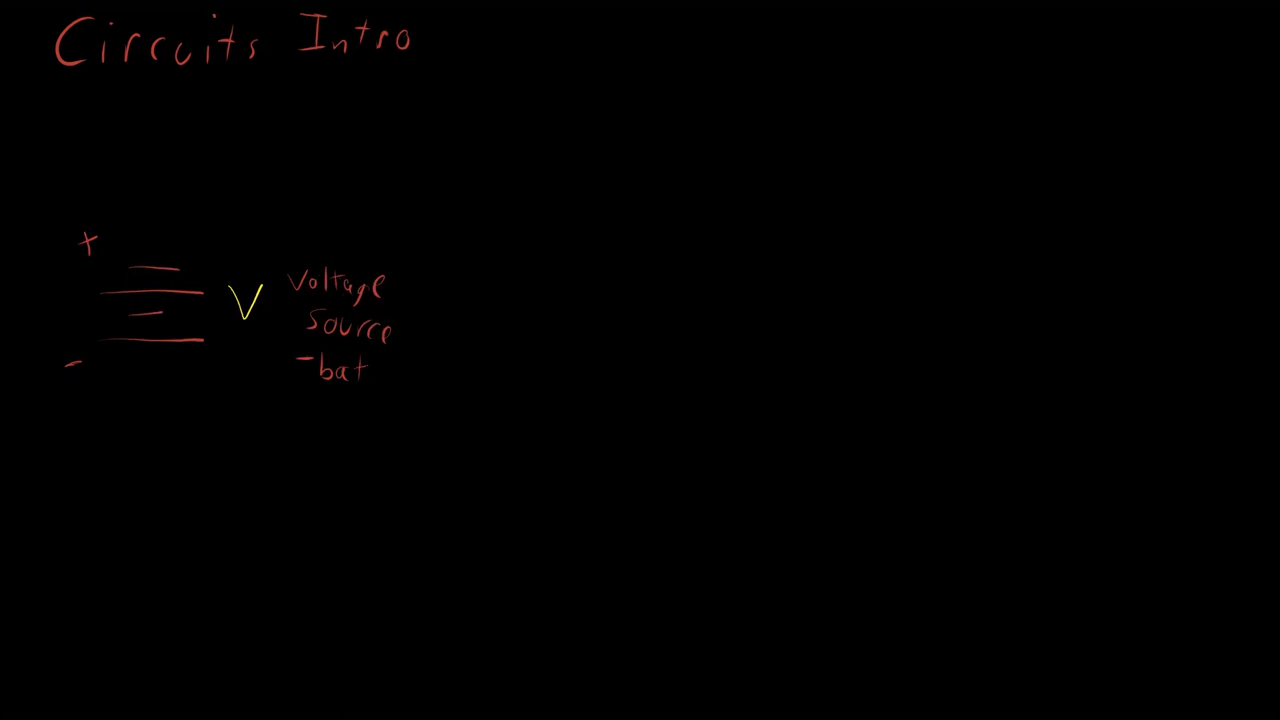 Circuits Intro
+
V
Voltage
source
-
- bat